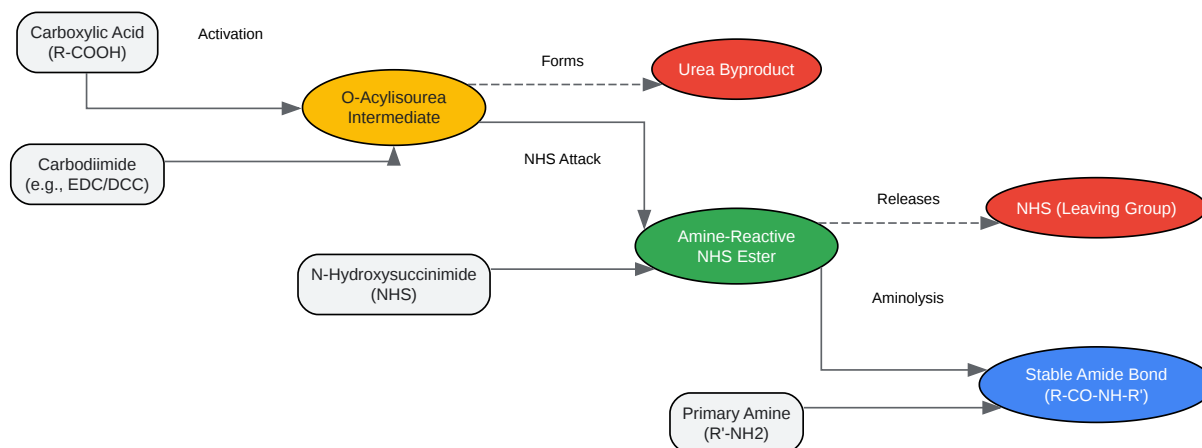 Carboxylic Acid
(R-COOH)
Activation
Forms
Urea Byproduct
O-Acylisourea
Intermediate
Carbodiimide
(e.g., EDC/DCC)
NHS Attack
Releases
NHS (Leaving Group)
Amine-Reactive
NHS Ester
N-Hydroxysuccinimide
(NHS)
Aminolysis
Stable Amide Bond
(R-CO-NH-R')
Primary Amine
(R'-NH2)